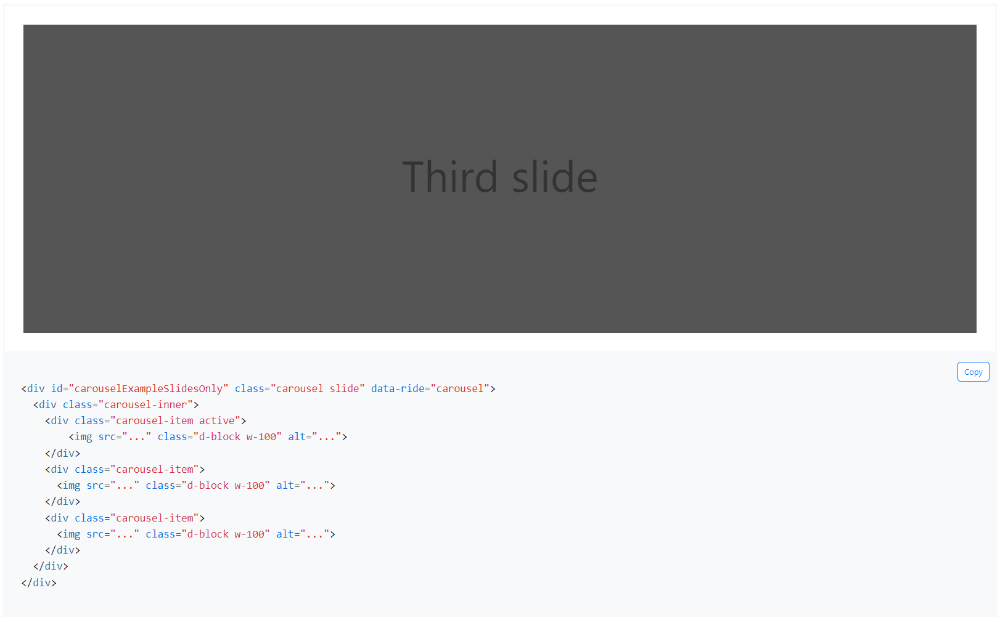 Third slide
Copy
<div id="carouselExampleSlidesOnly" class="carousel slide" data-ride="carousel">
  <div class="carousel-inner">
    <div class="carousel-item active">
        <img src="..." class="d-block w-100" alt="...">
    </div>
    <div class="carousel-item">
      <img src="..." class="d-block w-100" alt="...">
    </div>
    <div class="carousel-item">
      <img src="..." class="d-block w-100" alt="...">
    </div>
  </div>
</div>